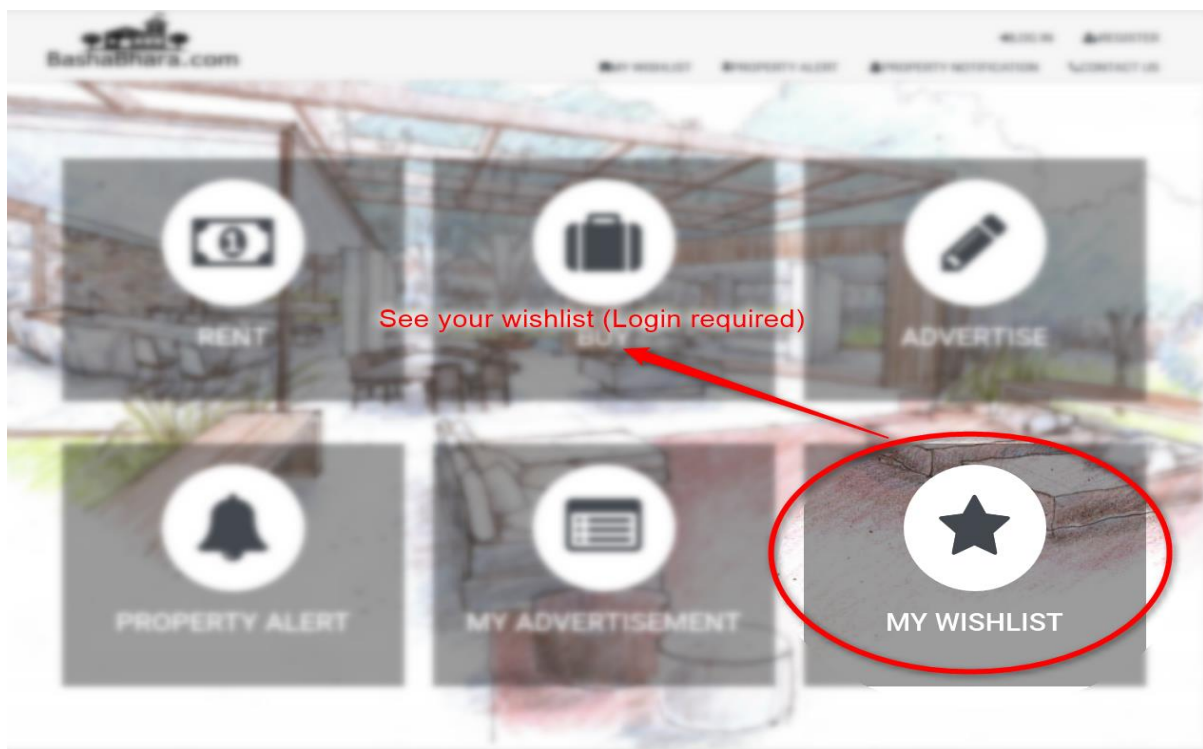 LOG IN REGISTER
BashaBhara.com
MY WISHLIST PROPERTY ALERT PROPERTY NOTIFICATION CONTACT US
See your wishlist (Login required)
RENT BUY ADVERTISE
PROPERTY ALERT MY ADVERTISEMENT MY WISHLIST